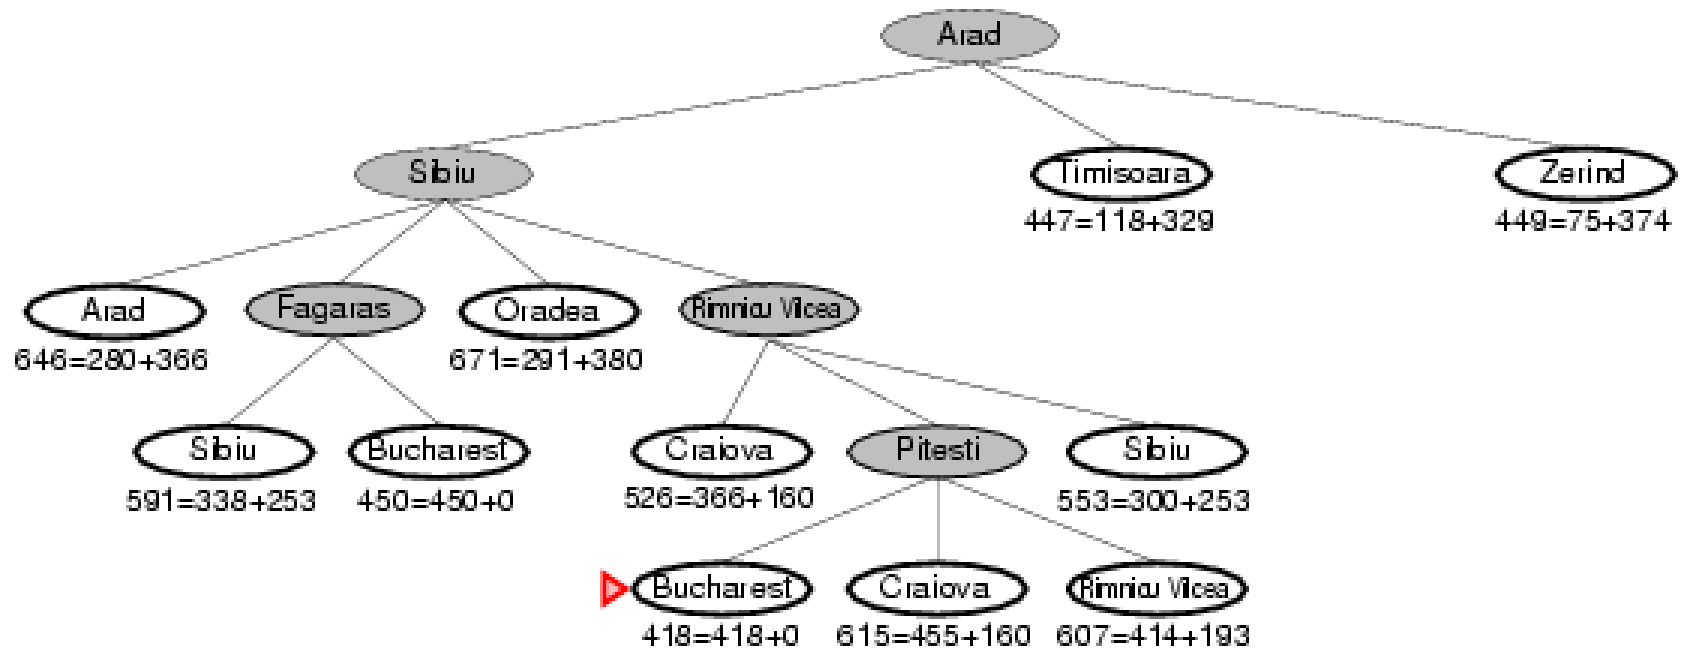 Arad
Sibiu
Timisoara
Zerind
447=118+329
449=75+374
Arad
Fagaras
Oradea
Rimnicu Vilcea
646=280+366
671=291+380
Sibiu
Bucharest
Craiova
Pitesti
Sibiu
591=338+253
450=450+0
526=366+160
553=300+253
Bucharest
Craiova
Rimnicu Vilcea
418=418+0
615=455+160
607=414+193